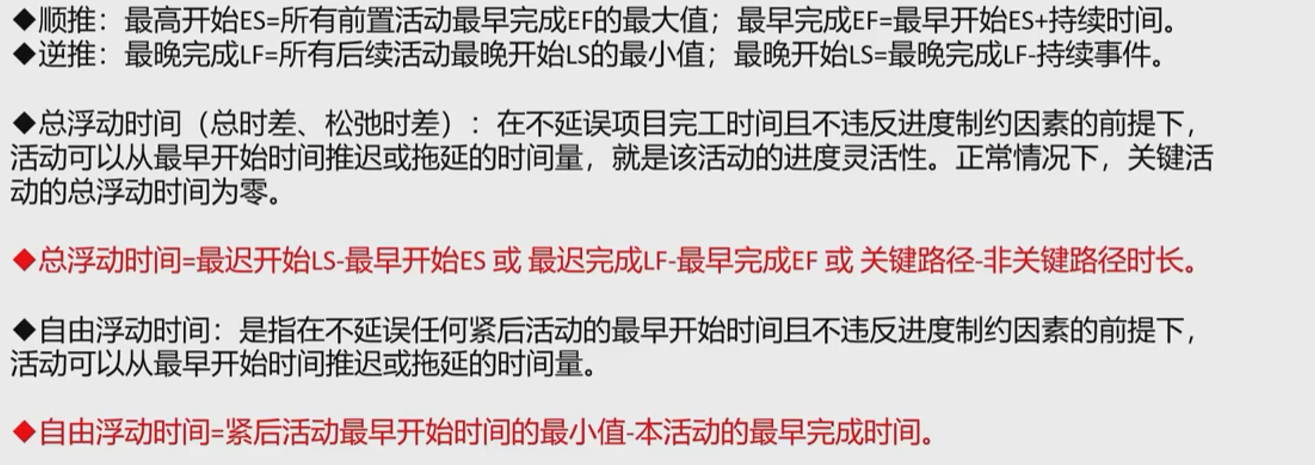 ◆顺推：最高开始ES=所有前置活动最早完成EF的最大值；最早完成EF=最早开始ES+持续时间。
◆逆推：最晚完成LF=所有后续活动最晚开始LS的最小值；最晚开始LS=最晚完成LF-持续事件。
◆总浮动时间（总时差、松弛时差）：在不延误项目完工时间且不违反进度制约因素的前提下，
活动可以从最早开始时间推迟或拖延的时间量，就是该活动的进度灵活性。正常情况下，关键活
动的总浮动时间为零。
◆总浮动时间=最迟开始LS-最早开始ES 或 最迟完成LF-最早完成EF 或 关键路径-非关键路径时长。
◆自由浮动时间：是指在不延误任何紧后活动的最早开始时间且不违反进度制约因素的前提下，
活动可以从最早开始时间推迟或拖延的时间量。
◆自由浮动时间=紧后活动最早开始时间的最小值-本活动的最早完成时间。